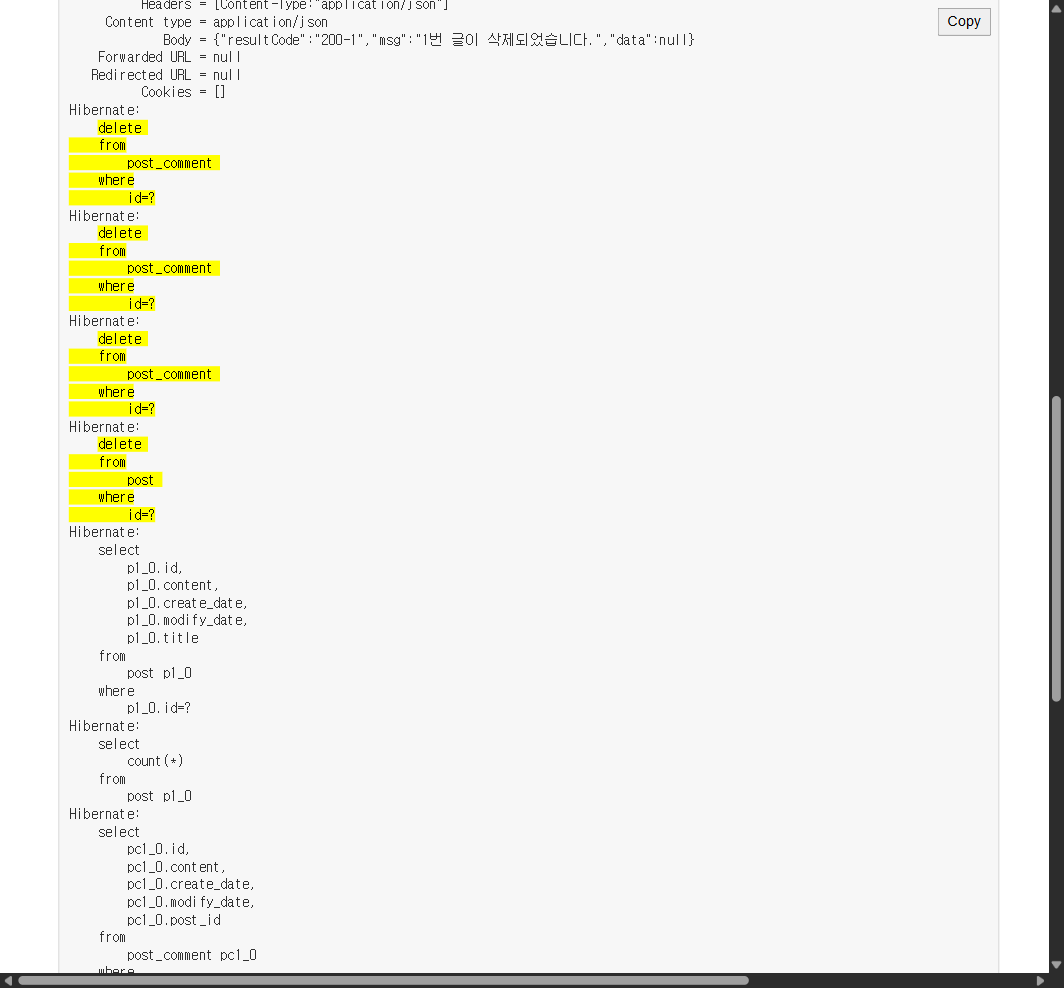 Headers = [Content-Type:"application/json"]
Content type = application/json
Body = {"resultCode":"200-1","msg":"1번 글이 삭제되었습니다.","data":null}
Forwarded URL = null
Redirected URL = null
Cookies = []
Copy
Hibernate:
delete
from
post_comment
where
id=?
Hibernate:
delete
from
post_comment
where
id=?
Hibernate:
delete
from
post_comment
where
id=?
Hibernate:
delete
from
post
where
id=?
Hibernate:
select
p1_0.id,
p1_0.content,
p1_0.create_date,
p1_0.modify_date,
p1_0.title
from
post p1_0
where
p1_0.id=?
Hibernate:
select
count(*)
from
post p1_0
Hibernate:
select
pc1_0.id,
pc1_0.content,
pc1_0.create_date,
pc1_0.modify_date,
pc1_0.post_id
from
post_comment pc1_0
where